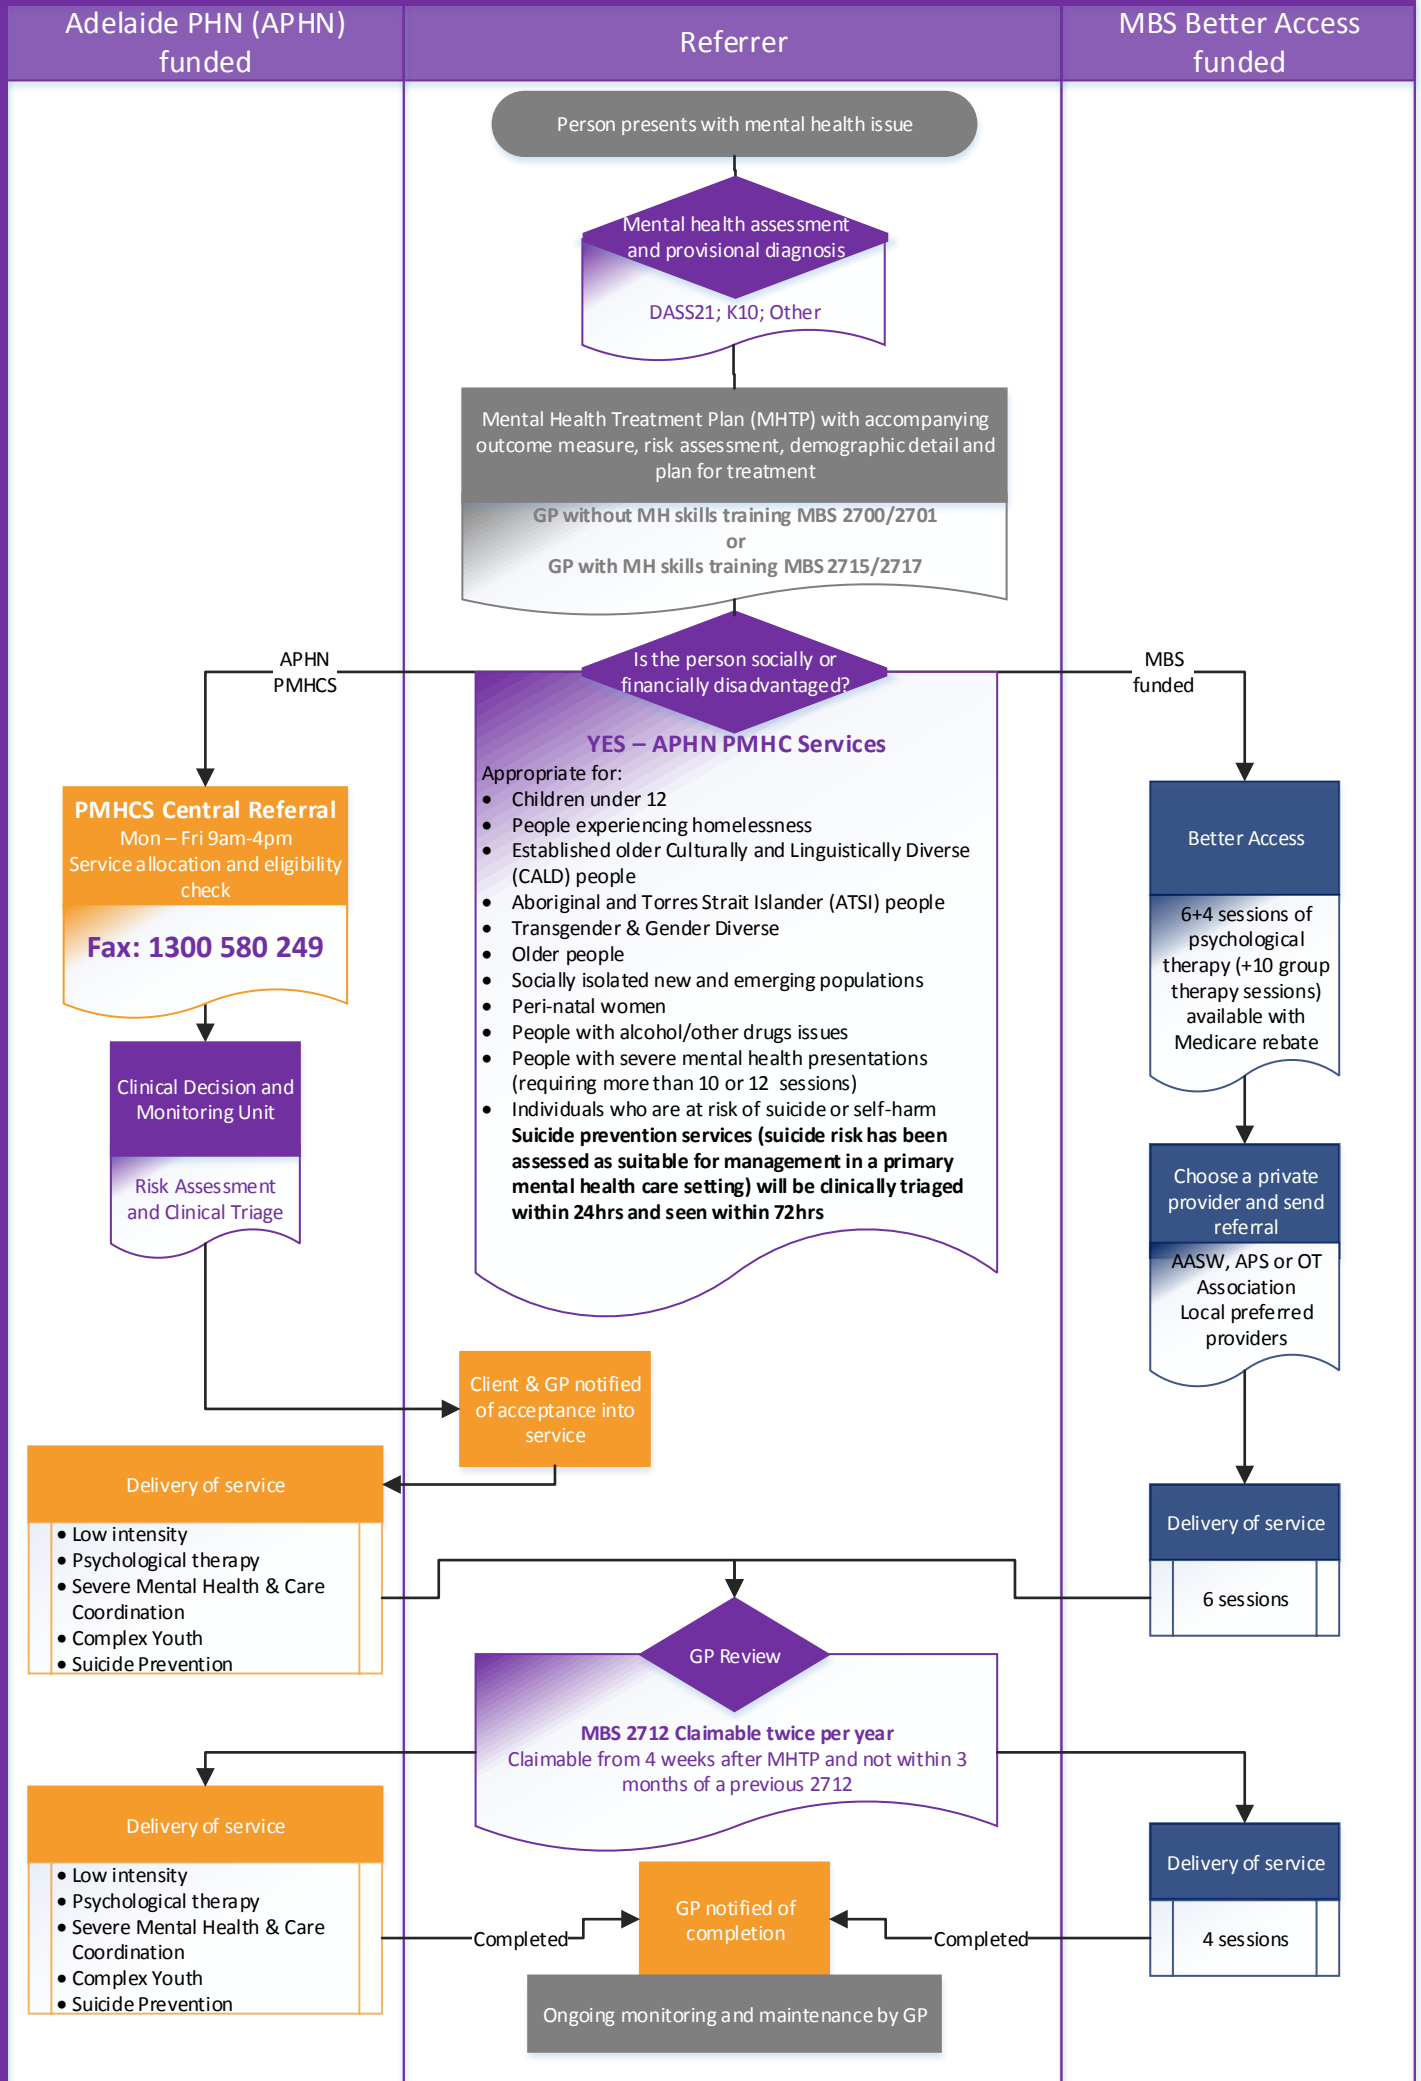 Adelaide PHN (APHN)
funded
Referrer
MBS Better Access
funded
Person presents with mental health issue
Mental health assessment
and provisional diagnosis
DASS21; K10; Other
Mental Health Treatment Plan (MHTP) with accompanying
outcome measure, risk assessment, demographic detail and
plan for treatment
GP without MH skills training MBS 2700/2701
or
GP with MH skills training MBS 2715/2717
Is the person socially or
financially disadvantaged?
APHN
PMHCS
MBS
funded
YES – APHN PMHC Services
Appropriate for:
• Children under 12
• People experiencing homelessness
• Established older Culturally and Linguistically Diverse
(CALD) people
• Aboriginal and Torres Strait Islander (ATSI) people
• Transgender & Gender Diverse
• Older people
• Socially isolated new and emerging populations
• Peri-natal women
• People with alcohol/other drugs issues
• People with severe mental health presentations
(requiring more than 10 or 12 sessions)
• Individuals who are at risk of suicide or self-harm
Suicide prevention services (suicide risk has been
assessed as suitable for management in a primary
mental health care setting) will be clinically triaged
within 24hrs and seen within 72hrs
PMHCS Central Referral
Mon – Fri 9am-4pm
Service allocation and eligibility
check
Fax: 1300 580 249
Clinical Decision and
Monitoring Unit
Risk Assessment
and Clinical Triage
Better Access
6+4 sessions of
psychological
therapy (+10 group
therapy sessions)
available with
Medicare rebate
Choose a private
provider and send
referral
AASW, APS or OT
Association
Local preferred
providers
Client & GP notified
of acceptance into
service
Delivery of service
• Low intensity
• Psychological therapy
• Severe Mental Health & Care
Coordination
• Complex Youth
• Suicide Prevention
Delivery of service
6 sessions
GP Review
MBS 2712 Claimable twice per year
Claimable from 4 weeks after MHTP and not within 3
months of a previous 2712
Delivery of service
• Low intensity
• Psychological therapy
• Severe Mental Health & Care
Coordination
• Complex Youth
• Suicide Prevention
Completed
GP notified of
completion
Completed
Delivery of service
4 sessions
Ongoing monitoring and maintenance by GP